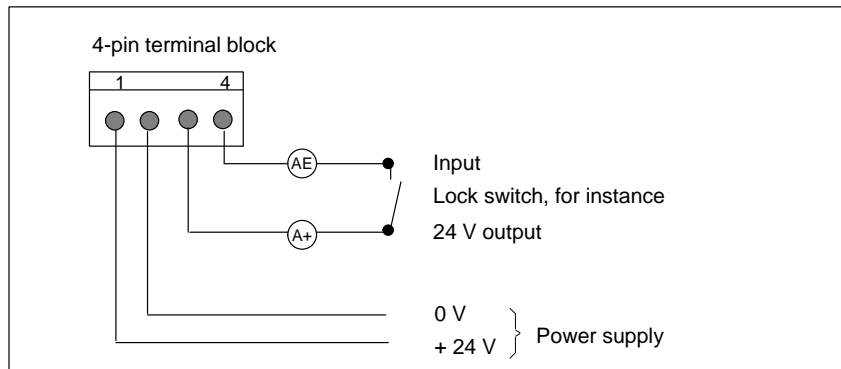 4-pin terminal block
1 4
AE
Input
Lock switch, for instance
A+
24 V output
0 V
+ 24 V
Power supply